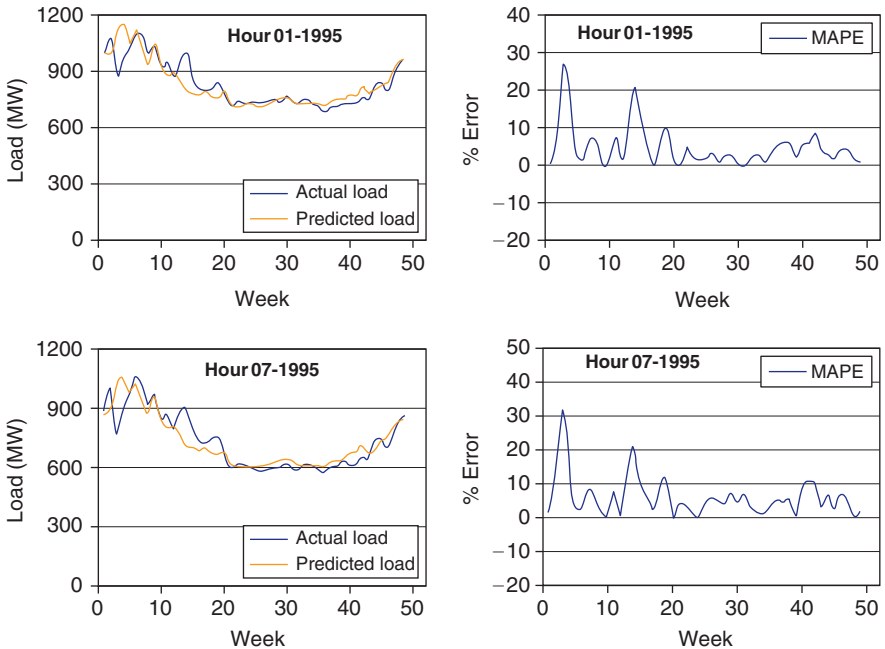 Hour 01-1995
Load (MW)
1200
900
600
300
0
Actual load
Predicted load
0 10 20 30 40 50
Week
Hour 01-1995
MAPE
% Error
40
30
20
10
0
−10
−20
0 10 20 30 40 50
Week
Hour 07-1995
Load (MW)
1200
900
600
300
0
Actual load
Predicted load
0 10 20 30 40 50
Week
Hour 07-1995
MAPE
% Error
50
40
30
20
10
0
−10
−20
0 10 20 30 40 50
Week